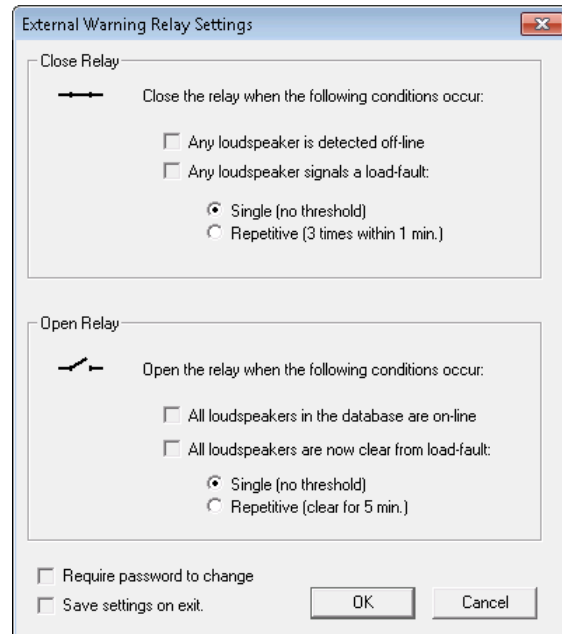 External Warning Relay Settings
Close Relay
Close the relay when the following conditions occur:
Any loudspeaker is detected off-line
Any loudspeaker signals a load-fault:
Single (no threshold)
Repetitive (3 times within 1 min.)
Open Relay
Open the relay when the following conditions occur:
All loudspeakers in the database are on-line
All loudspeakers are now clear from load-fault:
Single (no threshold)
Repetitive (clear for 5 min.)
Require password to change
Save settings on exit.
OK
Cancel